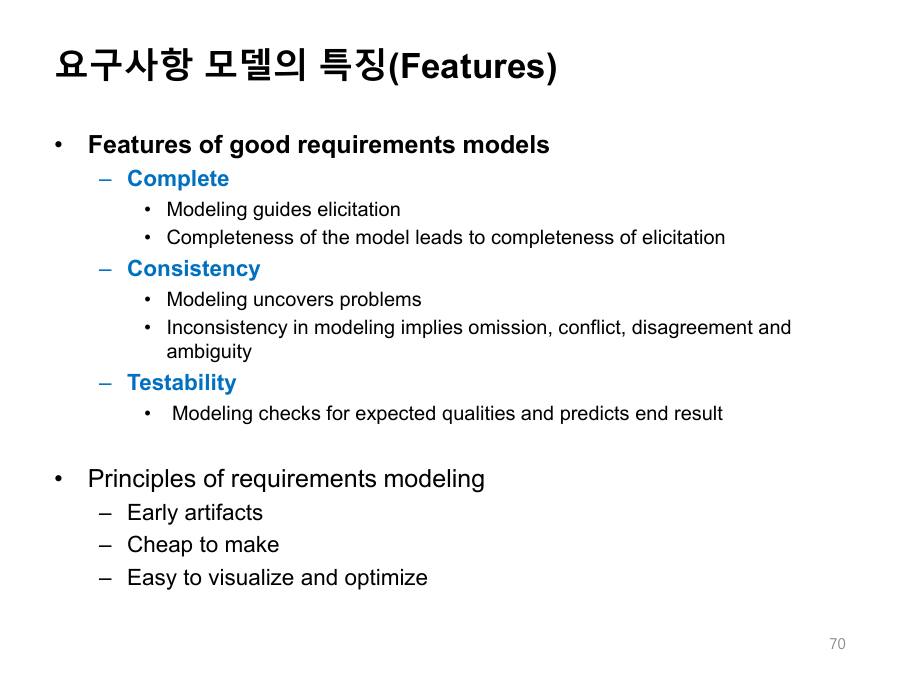 요구사항 모델의 특징(Features)
• Features of good requirements models
– Complete
• Modeling guides elicitation
• Completeness of the model leads to completeness of elicitation
– Consistency
• Modeling uncovers problems
• Inconsistency in modeling implies omission, conflict, disagreement and
ambiguity
– Testability
• Modeling checks for expected qualities and predicts end result
• Principles of requirements modeling
– Early artifacts
– Cheap to make
– Easy to visualize and optimize
70